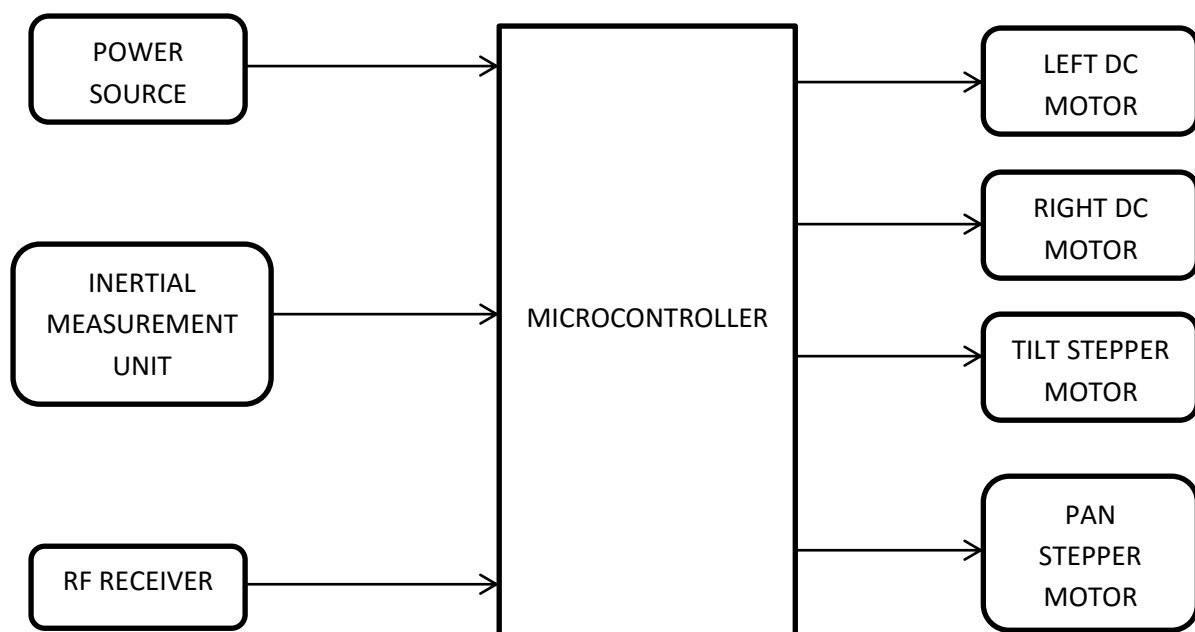 POWER
SOURCE
INERTIAL
MEASUREMENT
UNIT
RF RECEIVER
MICROCONTROLLER
LEFT DC
MOTOR
RIGHT DC
MOTOR
TILT STEPPER
MOTOR
PAN
STEPPER
MOTOR